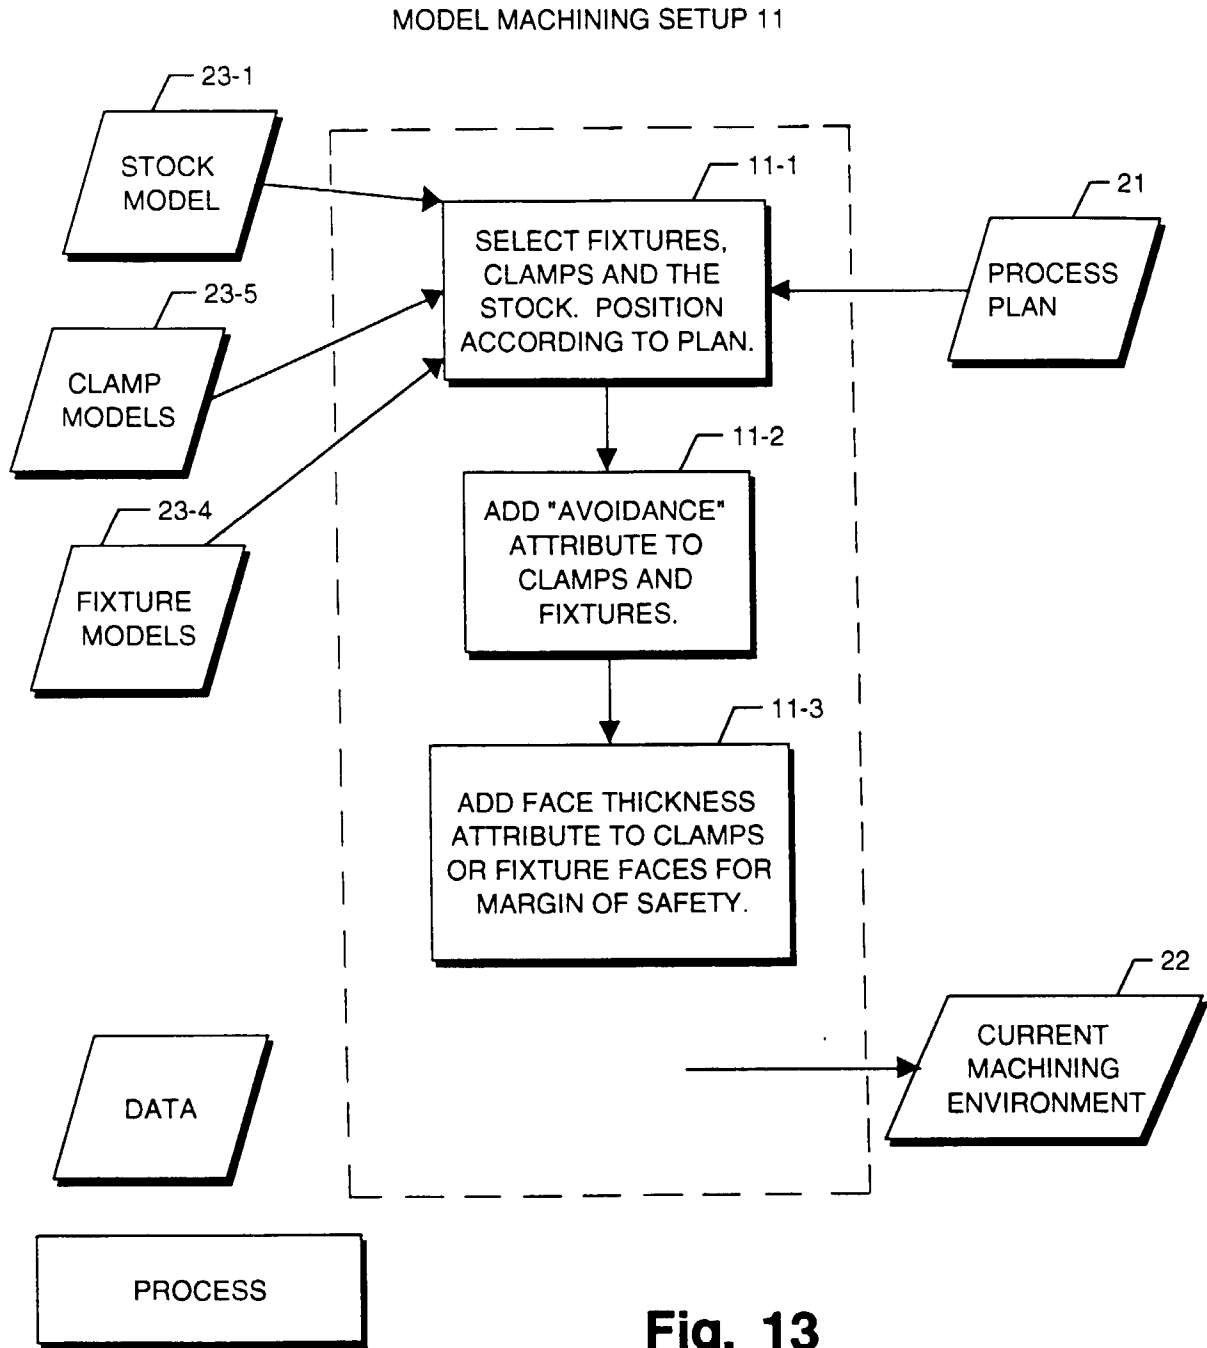 MODEL MACHINING SETUP 11
23-1
STOCK
MODEL
11-1
SELECT FIXTURES,
CLAMPS AND THE
STOCK. POSITION
ACCORDING TO PLAN.
21
PROCESS
PLAN
23-5
CLAMP
MODELS
11-2
ADD "AVOIDANCE"
ATTRIBUTE TO
CLAMPS AND
FIXTURES.
23-4
FIXTURE
MODELS
11-3
ADD FACE THICKNESS
ATTRIBUTE TO CLAMPS
OR FIXTURE FACES FOR
MARGIN OF SAFETY.
22
CURRENT
MACHINING
ENVIRONMENT
DATA
PROCESS
Fig. 13